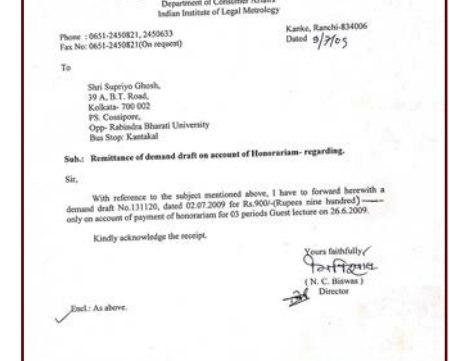 Department of Consumer Affairs
Indian Institute of Legal Metrology
Kanke, Ranchi-834006
Phone : 0651-2450821, 2450633
Fax No: 0651-2450821(On request)
Dated 9/7/09
To
Shri Supriyo Ghosh,
39 A, B.T. Road,
Kolkata- 700 002
PS. Cossipore,
Opp- Rabindra Bharati University
Bus Stop: Kantakal
Sub.: Remittance of demand draft on account of Honorariam- regarding.
Sir,
With reference to the subject mentioned above, I have to forward herewith a
demand draft No.131120, dated 02.07.2009 for Rs.900/-(Rupees nine hundred)——
only on account of payment of honorariam for 03 periods Guest lecture on 26.6.2009.
Kindly acknowledge the receipt.
Yours faithfully,
( N. C. Biswas )
Director
Encl.: As above.